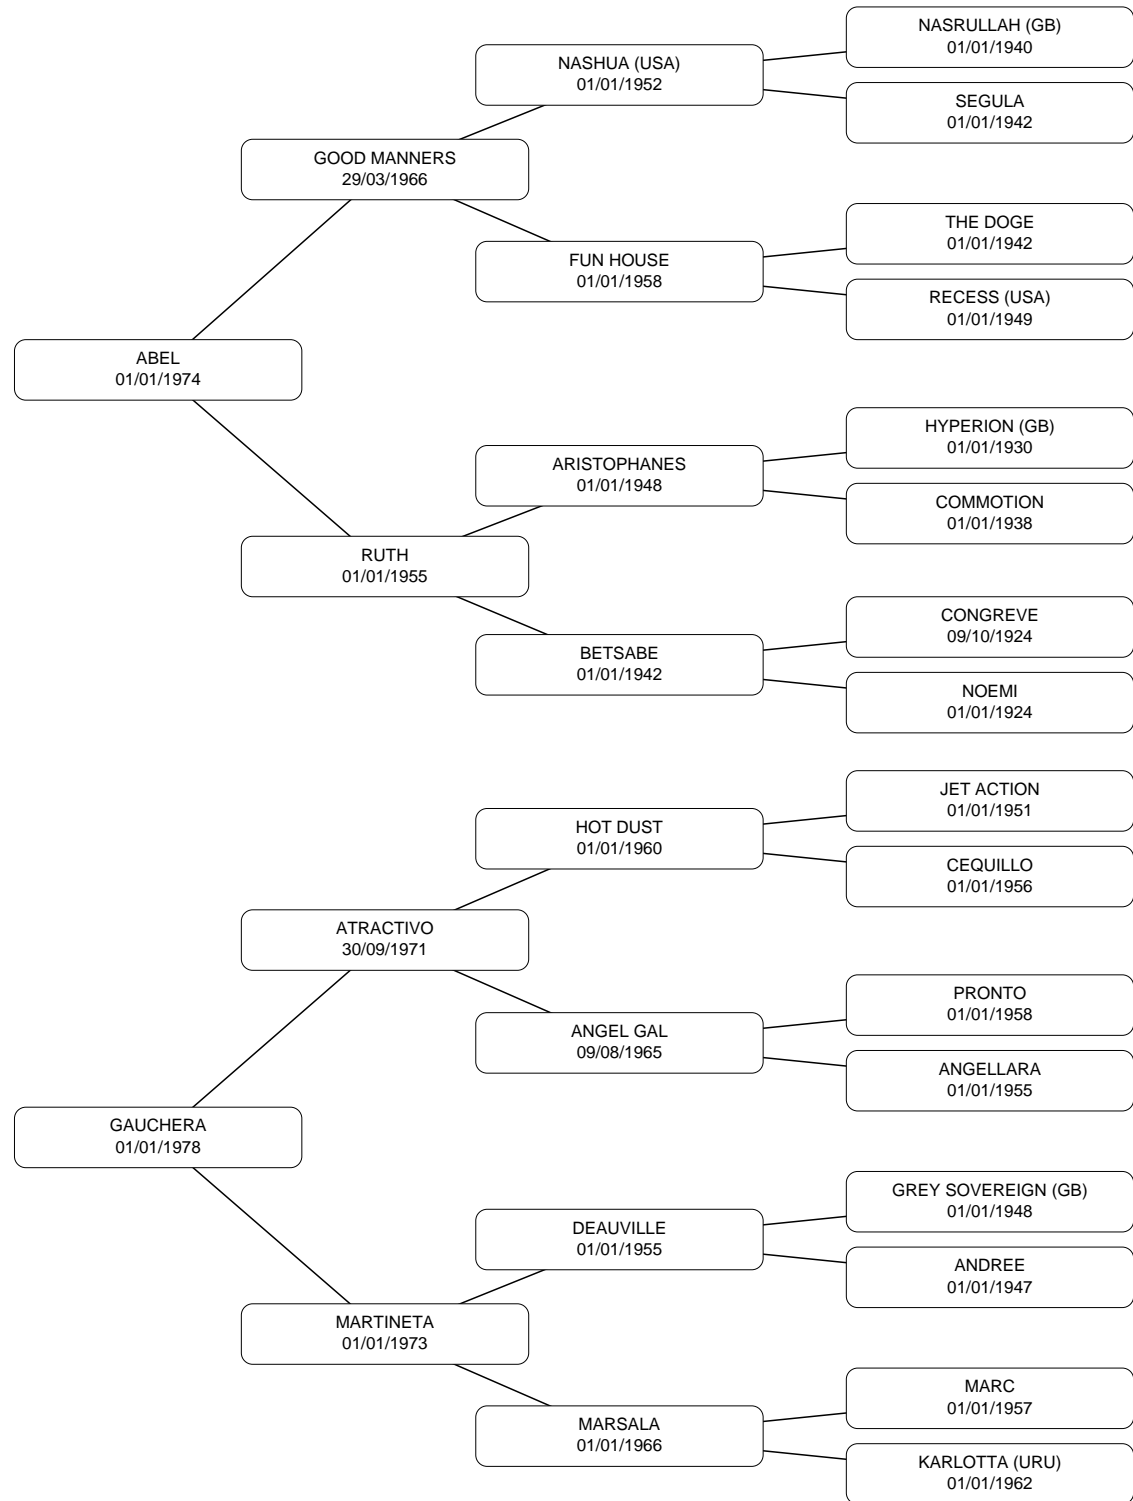 NASRULLAH (GB)
01/01/1940
NASHUA (USA)
01/01/1952
SEGULA
01/01/1942
GOOD MANNERS
29/03/1966
THE DOGE
01/01/1942
FUN HOUSE
01/01/1958
RECESS (USA)
01/01/1949
ABEL
01/01/1974
HYPERION (GB)
01/01/1930
ARISTOPHANES
01/01/1948
COMMOTION
01/01/1938
RUTH
01/01/1955
CONGREVE
09/10/1924
BETSABE
01/01/1942
NOEMI
01/01/1924
JET ACTION
01/01/1951
HOT DUST
01/01/1960
CEQUILLO
01/01/1956
ATRACTIVO
30/09/1971
PRONTO
01/01/1958
ANGEL GAL
09/08/1965
ANGELLARA
01/01/1955
GAUCHERA
01/01/1978
GREY SOVEREIGN (GB)
01/01/1948
DEAUVILLE
01/01/1955
ANDREE
01/01/1947
MARTINETA
01/01/1973
MARC
01/01/1957
MARSALA
01/01/1966
KARLOTTA (URU)
01/01/1962